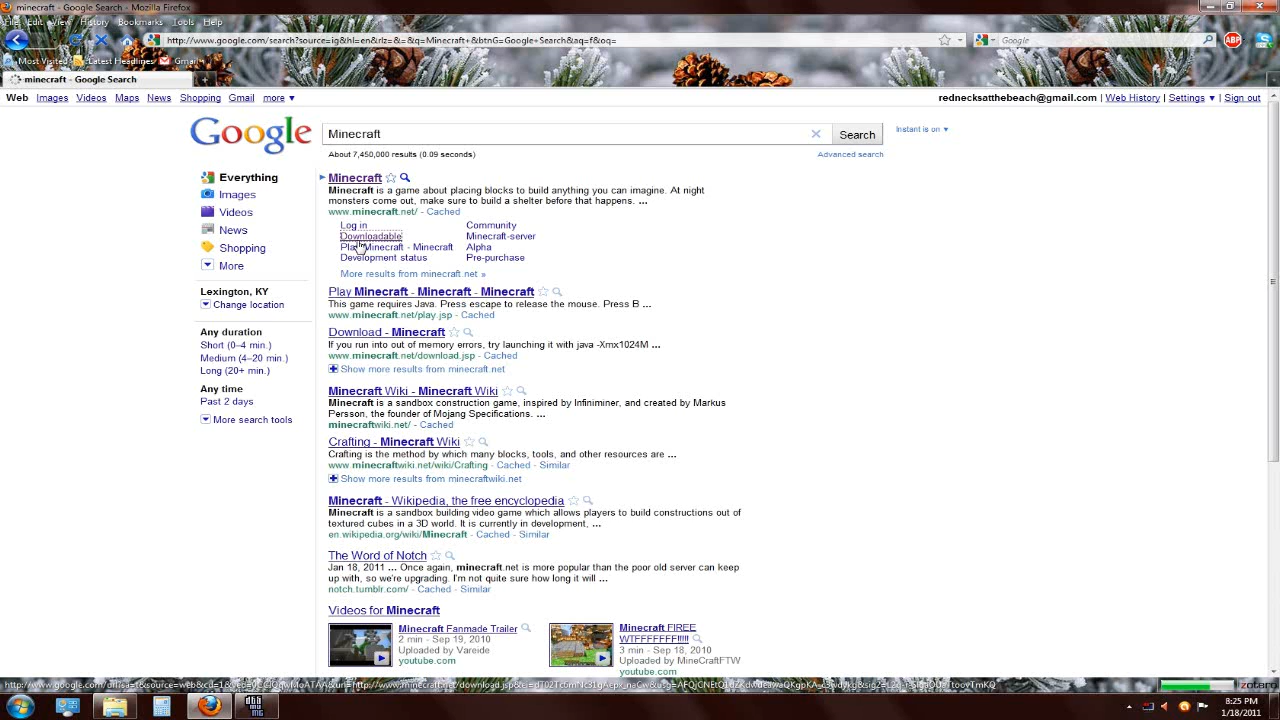 minecraft - Google Search - Mozilla Firefox
File Edit View History Bookmarks Tools Help
http://www.google.com/search?source=ig&hl=en&rlz=&=&q=Minecraft+&btnG=Google+Search&aq=f&oq=
Google
ABP
Most Visited Latest Headlines Gmail
minecraft - Google Search
Web Images Videos Maps News Shopping Gmail more ▼
rednecksatthebeach@gmail.com | Web History | Settings ▼ | Sign out
Google
Minecraft
Search
Instant is on ▼
About 7,450,000 results (0.09 seconds)
Advanced search
Everything
Images
Videos
News
Shopping
More
Lexington, KY
Change location
Any duration
Short (0–4 min.)
Medium (4–20 min.)
Long (20+ min.)
Any time
Past 2 days
More search tools
Minecraft
Minecraft is a game about placing blocks to build anything you can imagine. At night
monsters come out, make sure to build a shelter before that happens. ...
www.minecraft.net/ - Cached
Log in Community
Downloadable Minecraft-server
Play Minecraft - Minecraft Alpha
Development status Pre-purchase
More results from minecraft.net »
Play Minecraft - Minecraft - Minecraft
This game requires Java. Press escape to release the mouse. Press B ...
www.minecraft.net/play.jsp - Cached
Download - Minecraft
If you run into out of memory errors, try launching it with java -Xmx1024M ...
www.minecraft.net/download.jsp - Cached
Show more results from minecraft.net
Minecraft Wiki - Minecraft Wiki
Minecraft is a sandbox construction game, inspired by Infiniminer, and created by Markus
Persson, the founder of Mojang Specifications. ...
minecraftwiki.net/ - Cached
Crafting - Minecraft Wiki
Crafting is the method by which many blocks, tools, and other resources are ...
www.minecraftwiki.net/wiki/Crafting - Cached - Similar
Show more results from minecraftwiki.net
Minecraft - Wikipedia, the free encyclopedia
Minecraft is a sandbox building video game which allows players to build constructions out of
textured cubes in a 3D world. It is currently in development, ...
en.wikipedia.org/wiki/Minecraft - Cached - Similar
The Word of Notch
Jan 18, 2011 ... Once again, minecraft.net is more popular than the poor old server can keep
up with, so we're upgrading. I'm not quite sure how long it will ...
notch.tumblr.com/ - Cached - Similar
Videos for Minecraft
Minecraft Fanmade Trailer
2 min - Sep 19, 2010
Uploaded by Vareide
youtube.com
Minecraft FREE
WTFFFFFFF!!!!!
3 min - Sep 18, 2010
Uploaded by MineCraftFTW
youtube.com
zotero
8:25 PM
1/18/2011